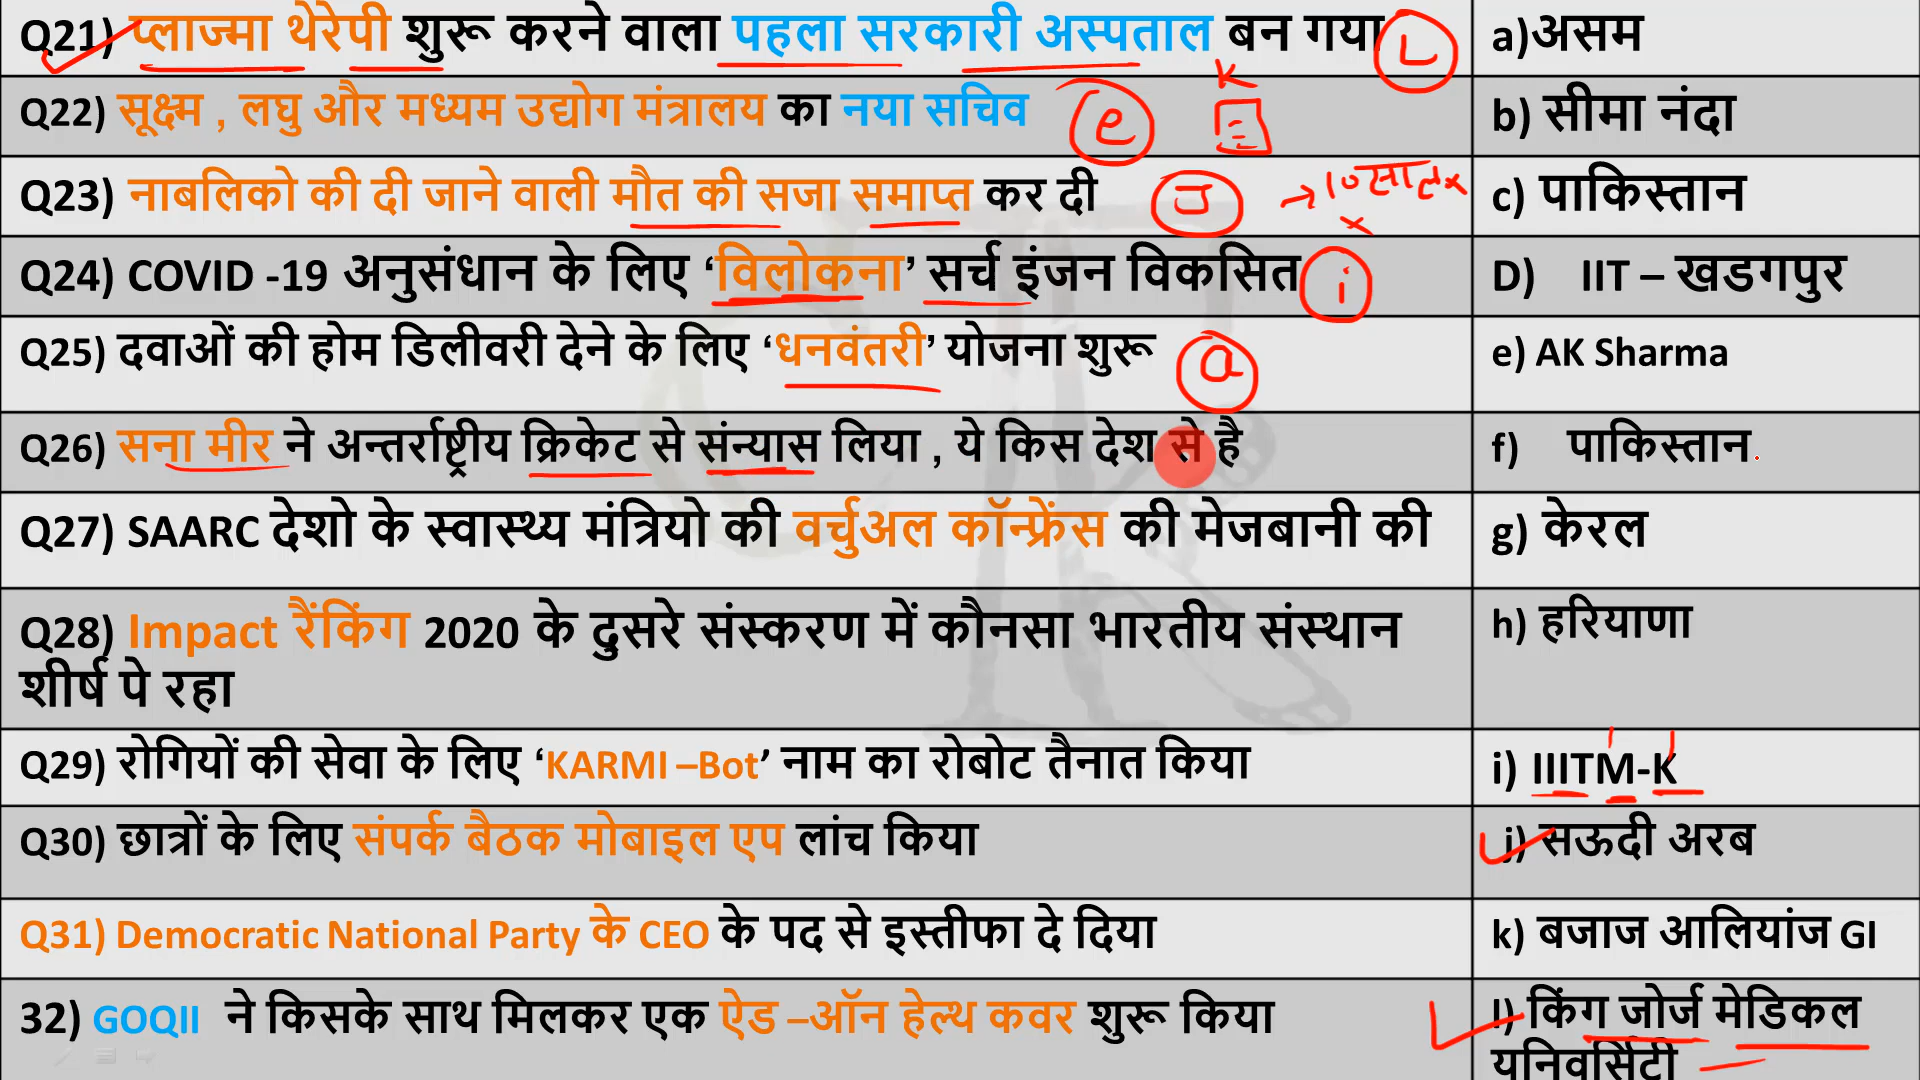 Q21) प्लाज्मा थेरेपी शुरू करने वाला पहला सरकारी अस्पताल बन गया L
a)असम
K
Q22) सूक्ष्म , लघु और मध्यम उद्योग मंत्रालय का नया सचिव e
b) सीमा नंदा
Q23) नाबलिको की दी जाने वाली मौत की सजा समाप्त कर दी J → 10साल x
x
c) पाकिस्तान
Q24) COVID -19 अनुसंधान के लिए ‘विलोकना’ सर्च इंजन विकसित i
D) IIT – खडगपुर
Q25) दवाओं की होम डिलीवरी देने के लिए ‘धनवंतरी’ योजना शुरू a
e) AK Sharma
Q26) सना मीर ने अन्तर्राष्ट्रीय क्रिकेट से संन्यास लिया , ये किस देश से है
f) पाकिस्तान
Q27) SAARC देशो के स्वास्थ्य मंत्रियो की वर्चुअल कॉन्फ्रेंस की मेजबानी की
g) केरल
Q28) Impact रैंकिंग 2020 के दुसरे संस्करण में कौनसा भारतीय संस्थान
शीर्ष पे रहा
h) हरियाणा
Q29) रोगियों की सेवा के लिए ‘KARMI –Bot’ नाम का रोबोट तैनात किया
i) IIITM-K
Q30) छात्रों के लिए संपर्क बैठक मोबाइल एप लांच किया
j) सऊदी अरब
Q31) Democratic National Party के CEO के पद से इस्तीफा दे दिया
k) बजाज आलियांज GI
32) GOQII ने किसके साथ मिलकर एक ऐड –ऑन हेल्थ कवर शुरू किया
l) किंग जोर्ज मेडिकल
यूनिवर्सिटी